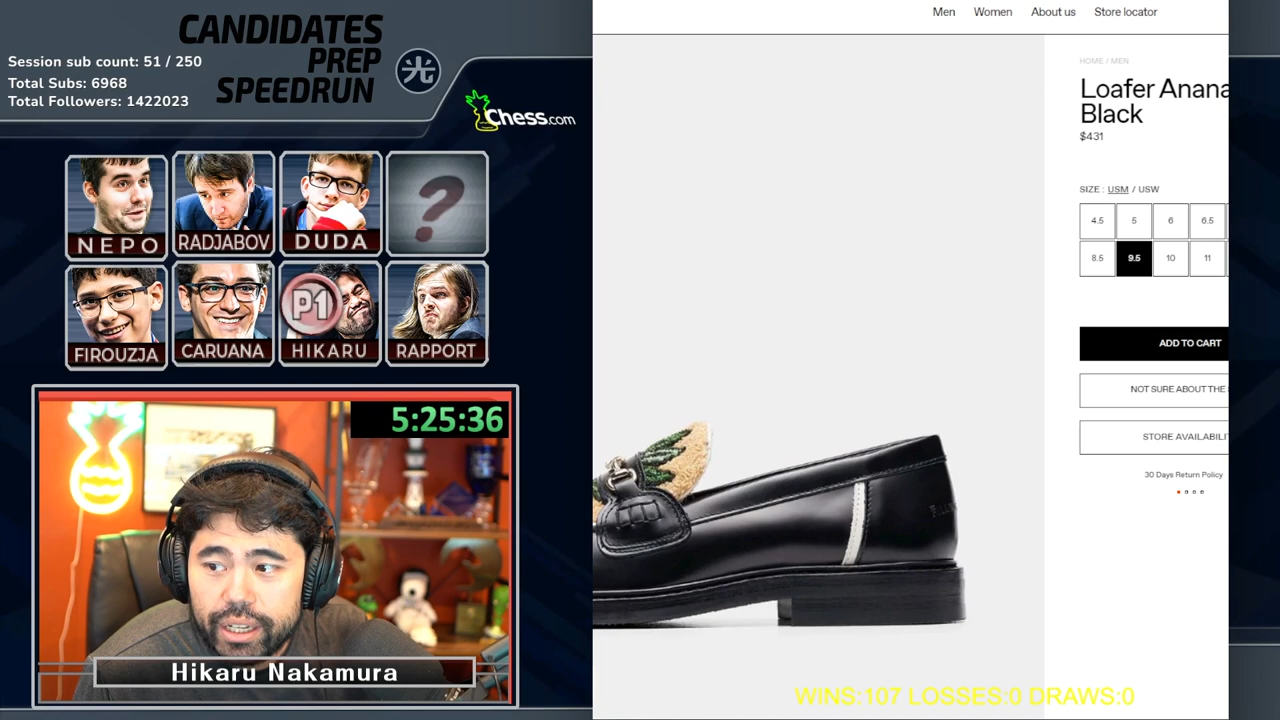 CANDIDATES
PREP
SPEEDRUN
光
Session sub count: 51 / 250
Total Subs: 6968
Total Followers: 1422023
Chess.com
NEPO
RADJABOV
DUDA
?
FIROUZJA
CARUANA
P1
HIKARU
RAPPORT
5:25:36
Hikaru Nakamura
Men Women About us Store locator
HOME / MEN
Loafer Anana
Black
$431
SIZE : USM / USW
4.5 5 6 6.5
8.5 9.5 10 11
ADD TO CART
NOT SURE ABOUT THE
STORE AVAILABILI
30 Days Return Policy
WINS:107 LOSSES:0 DRAWS:0